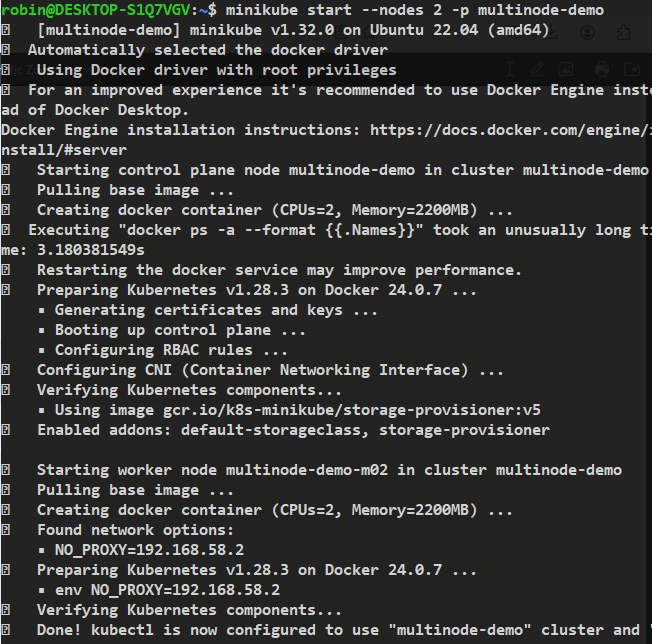 robin@DESKTOP-S1Q7VGV:~$ minikube start --nodes 2 -p multinode-demo
[multinode-demo] minikube v1.32.0 on Ubuntu 22.04 (amd64)
Automatically selected the docker driver
Using Docker driver with root privileges
For an improved experience it's recommended to use Docker Engine inste
ad of Docker Desktop.
Docker Engine installation instructions: https://docs.docker.com/engine/i
nstall/#server
Starting control plane node multinode-demo in cluster multinode-demo
Pulling base image ...
Creating docker container (CPUs=2, Memory=2200MB) ...
Executing "docker ps -a --format {{.Names}}" took an unusually long ti
me: 3.180381549s
Restarting the docker service may improve performance.
Preparing Kubernetes v1.28.3 on Docker 24.0.7 ...
▪ Generating certificates and keys ...
▪ Booting up control plane ...
▪ Configuring RBAC rules ...
Configuring CNI (Container Networking Interface) ...
Verifying Kubernetes components...
▪ Using image gcr.io/k8s-minikube/storage-provisioner:v5
Enabled addons: default-storageclass, storage-provisioner
Starting worker node multinode-demo-m02 in cluster multinode-demo
Pulling base image ...
Creating docker container (CPUs=2, Memory=2200MB) ...
Found network options:
▪ NO_PROXY=192.168.58.2
Preparing Kubernetes v1.28.3 on Docker 24.0.7 ...
▪ env NO_PROXY=192.168.58.2
Verifying Kubernetes components...
Done! kubectl is now configured to use "multinode-demo" cluster and "